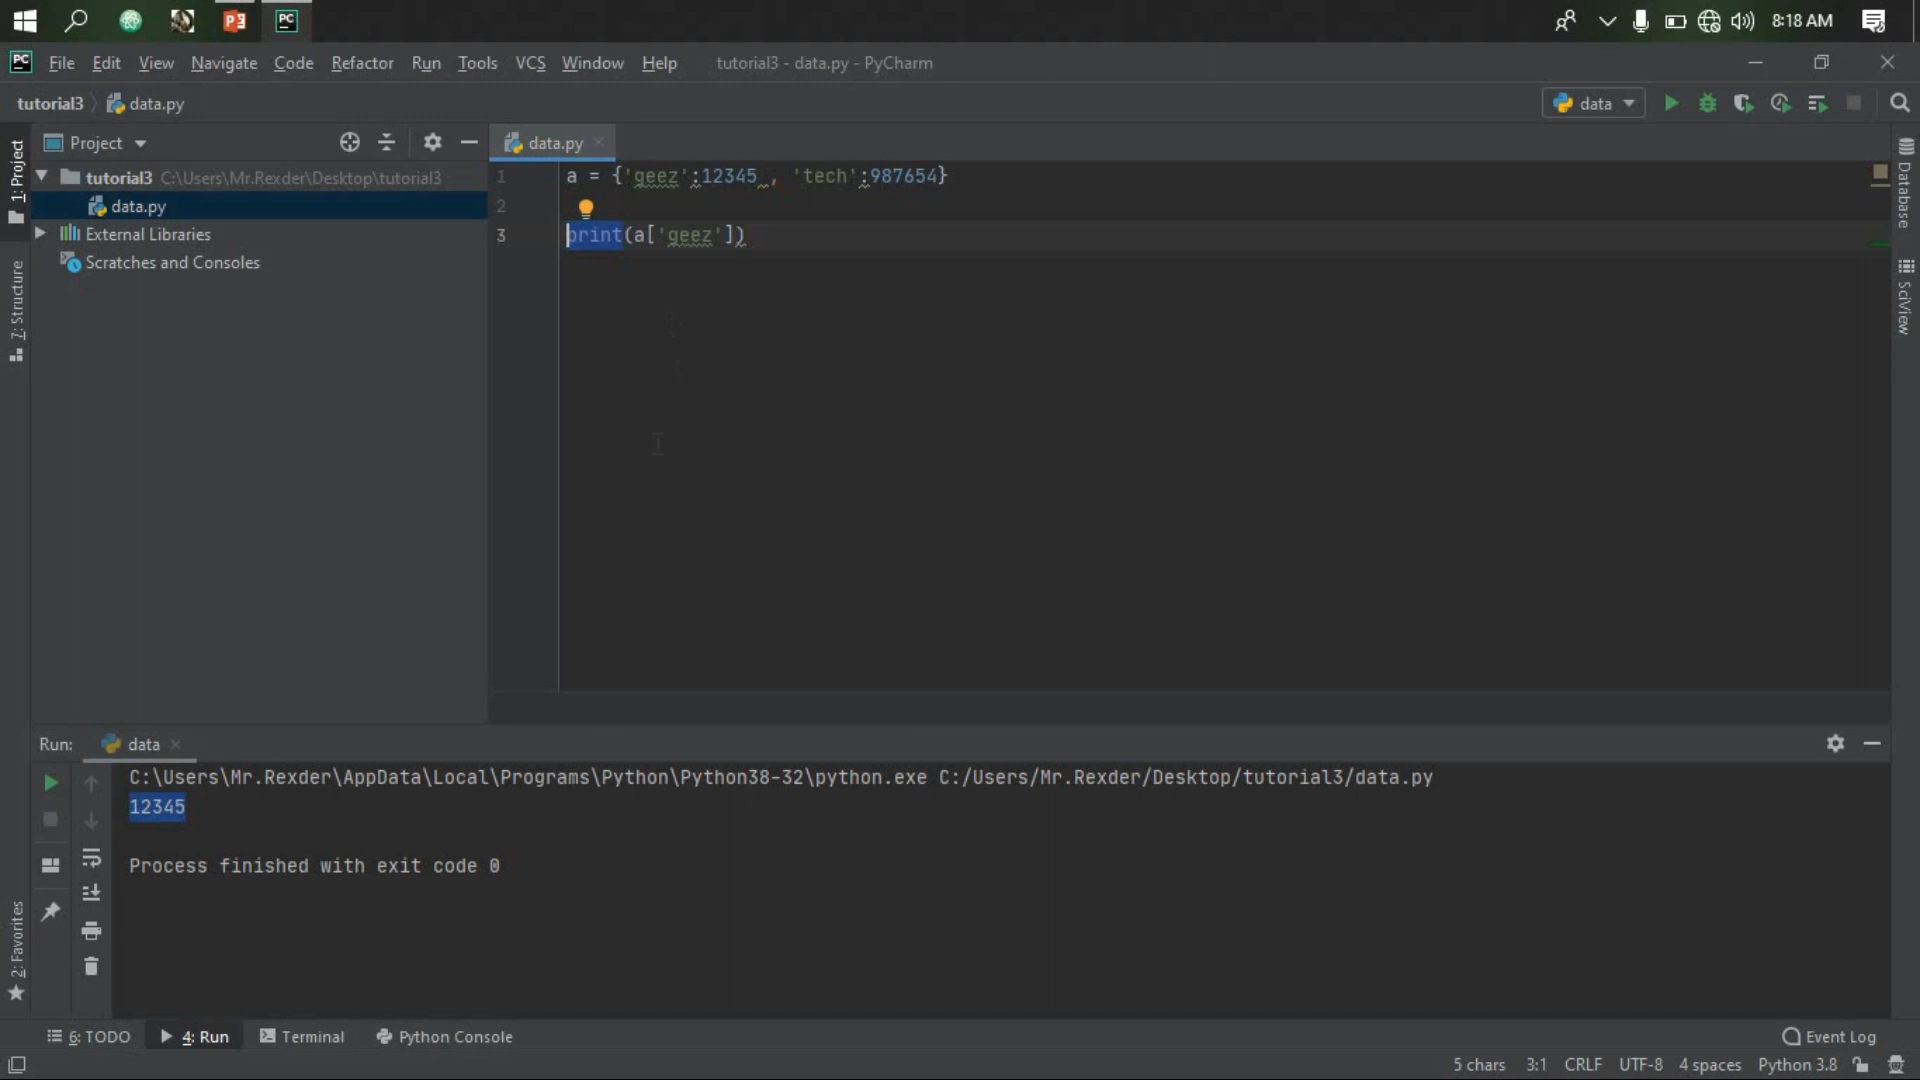 8:18 AM
PC File Edit View Navigate Code Refactor Run Tools VCS Window Help tutorial3 - data.py - PyCharm
tutorial3 data.py data
1: Project
Project
data.py
tutorial3 C:\Users\Mr.Rexder\Desktop\tutorial3
data.py
External Libraries
Scratches and Consoles
7: Structure
1 a = {'geez':12345 , 'tech':987654}
2
3 print(a['geez'])
Database
SciView
Run: data
C:\Users\Mr.Rexder\AppData\Local\Programs\Python\Python38-32\python.exe C:/Users/Mr.Rexder/Desktop/tutorial3/data.py
12345
Process finished with exit code 0
2: Favorites
6: TODO 4: Run Terminal Python Console Event Log
5 chars 3:1 CRLF UTF-8 4 spaces Python 3.8